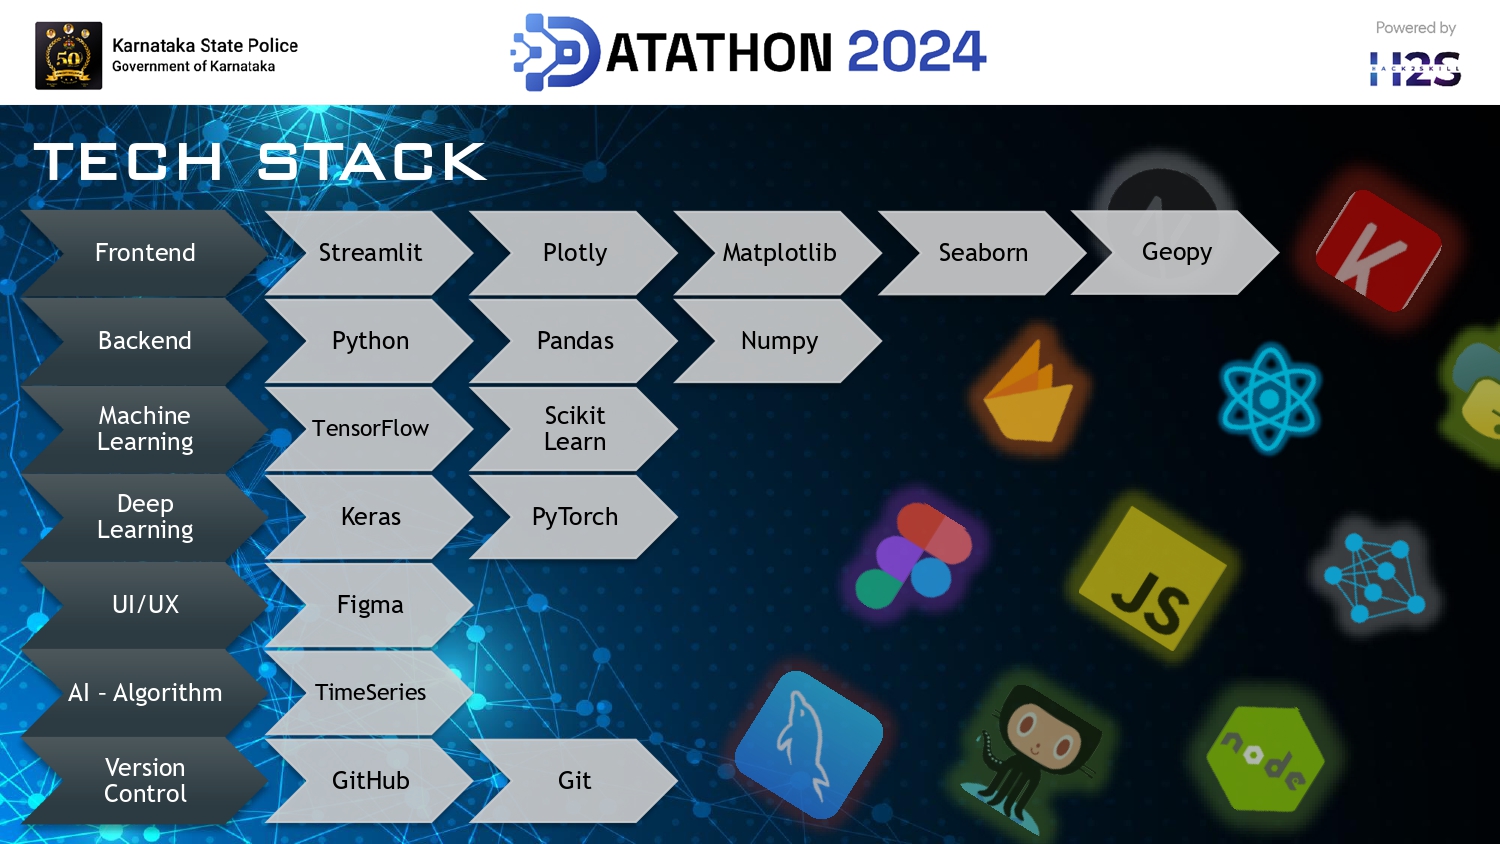 Karnataka State Police
Government of Karnataka
DATATHON 2024
Powered by
H2S
HACK2SKILL
TECH STACK
Frontend
Streamlit
Plotly
Matplotlib
Seaborn
Geopy
Backend
Python
Pandas
Numpy
Machine
Learning
TensorFlow
Scikit
Learn
Deep
Learning
Keras
PyTorch
UI/UX
Figma
AI – Algorithm
TimeSeries
Version
Control
GitHub
Git
50
K
JS
node